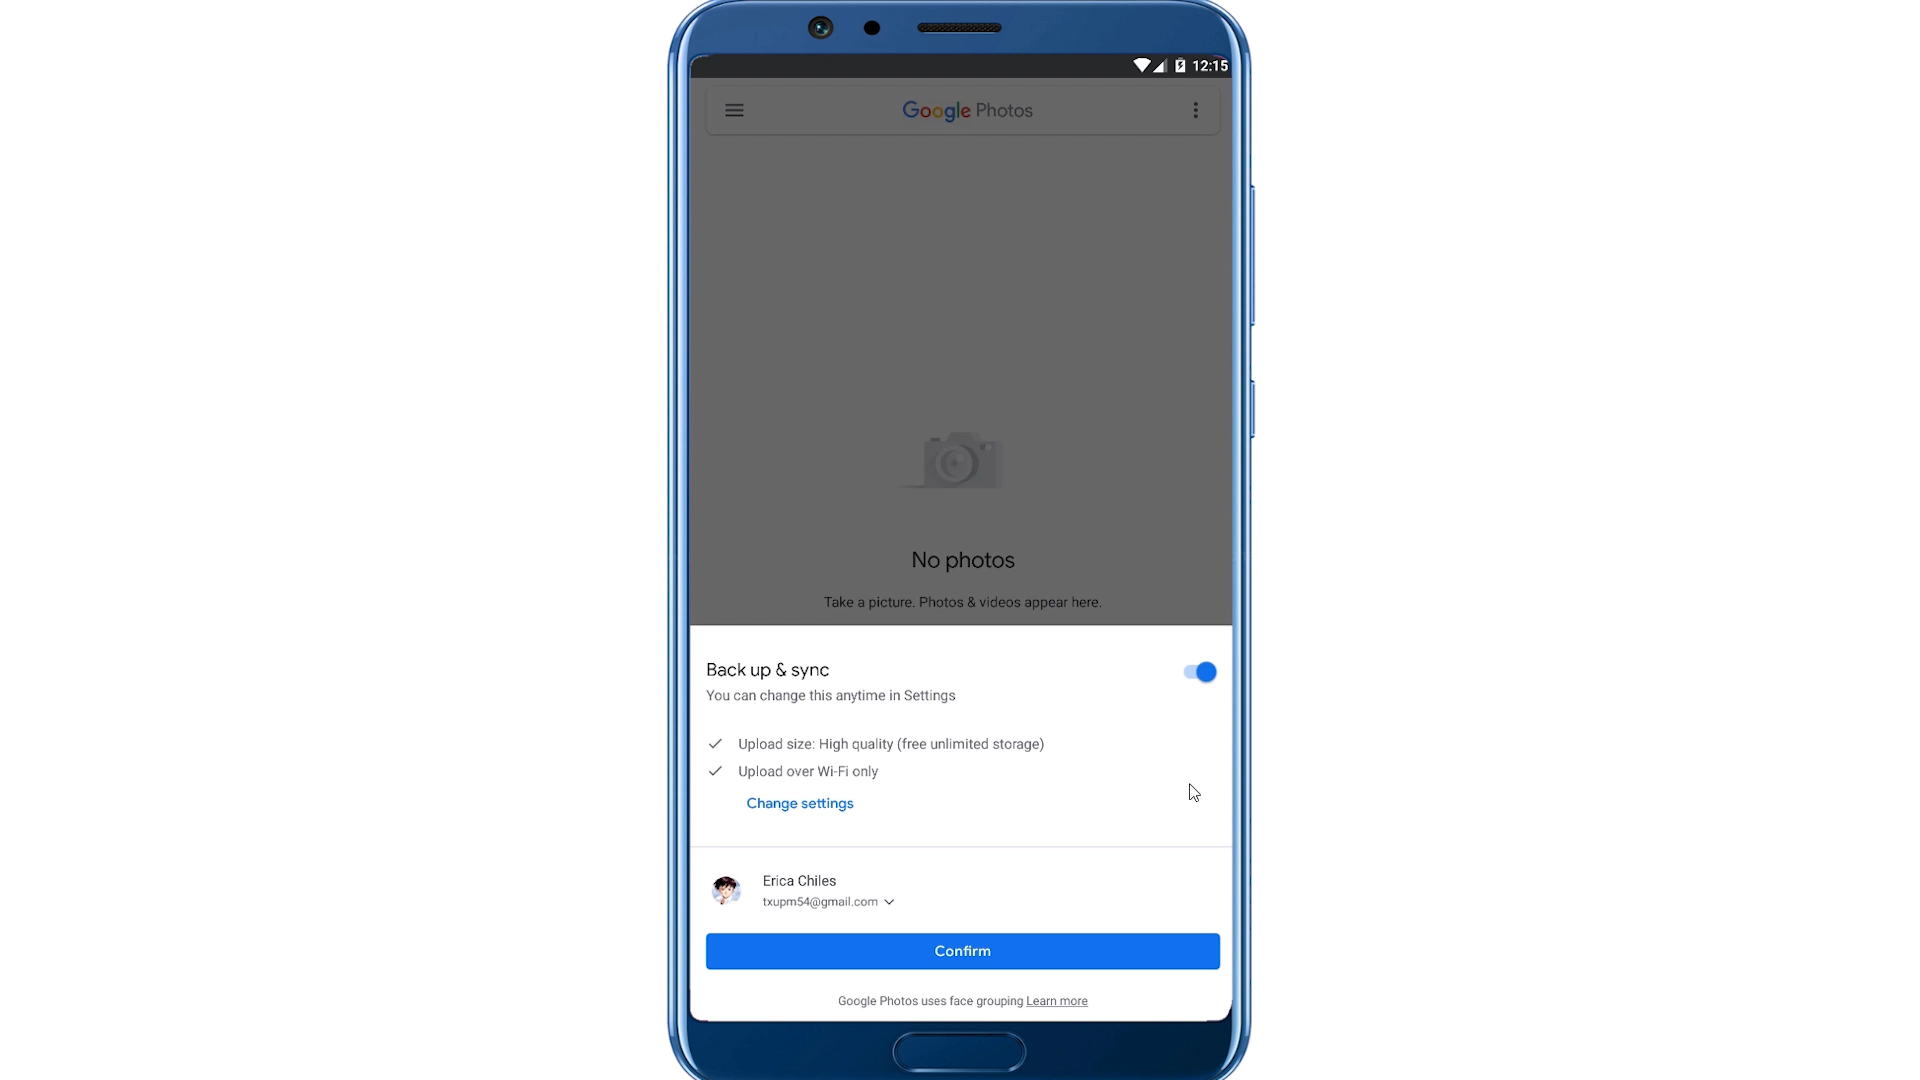 12:15
Google Photos
No photos
Take a picture. Photos & videos appear here.
Back up & sync
You can change this anytime in Settings
Upload size: High quality (free unlimited storage)
Upload over Wi-Fi only
Change settings
Erica Chiles
txupm54@gmail.com
Confirm
Google Photos uses face grouping Learn more